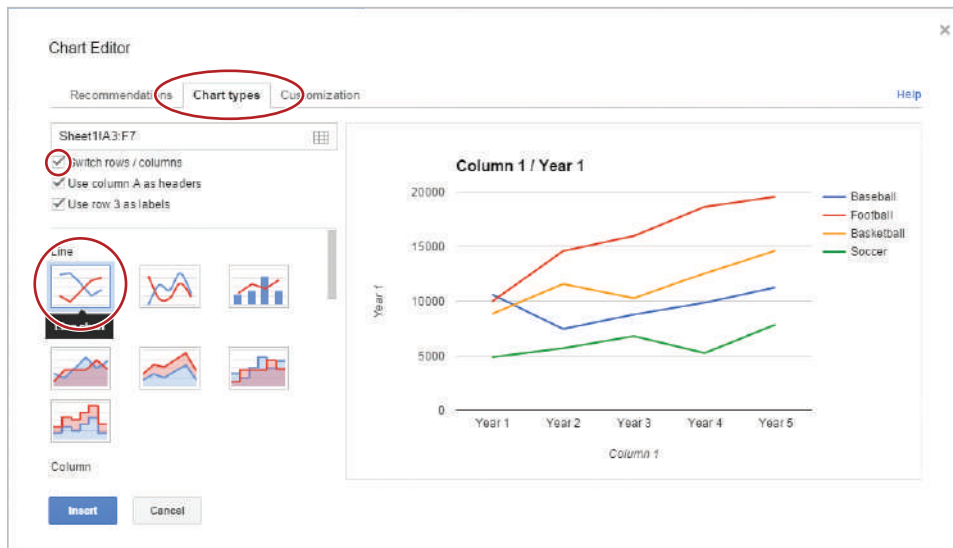 Chart Editor
Recommendations Chart types Customization
Help
Sheet1!A3:F7
Switch rows / columns
Use column A as headers
Use row 3 as labels
Line
Column
Insert Cancel
Column 1 / Year 1
20000
15000
10000
5000
0
Year 1
Year 1 Year 2 Year 3 Year 4 Year 5
Column 1
Baseball
Football
Basketball
Soccer